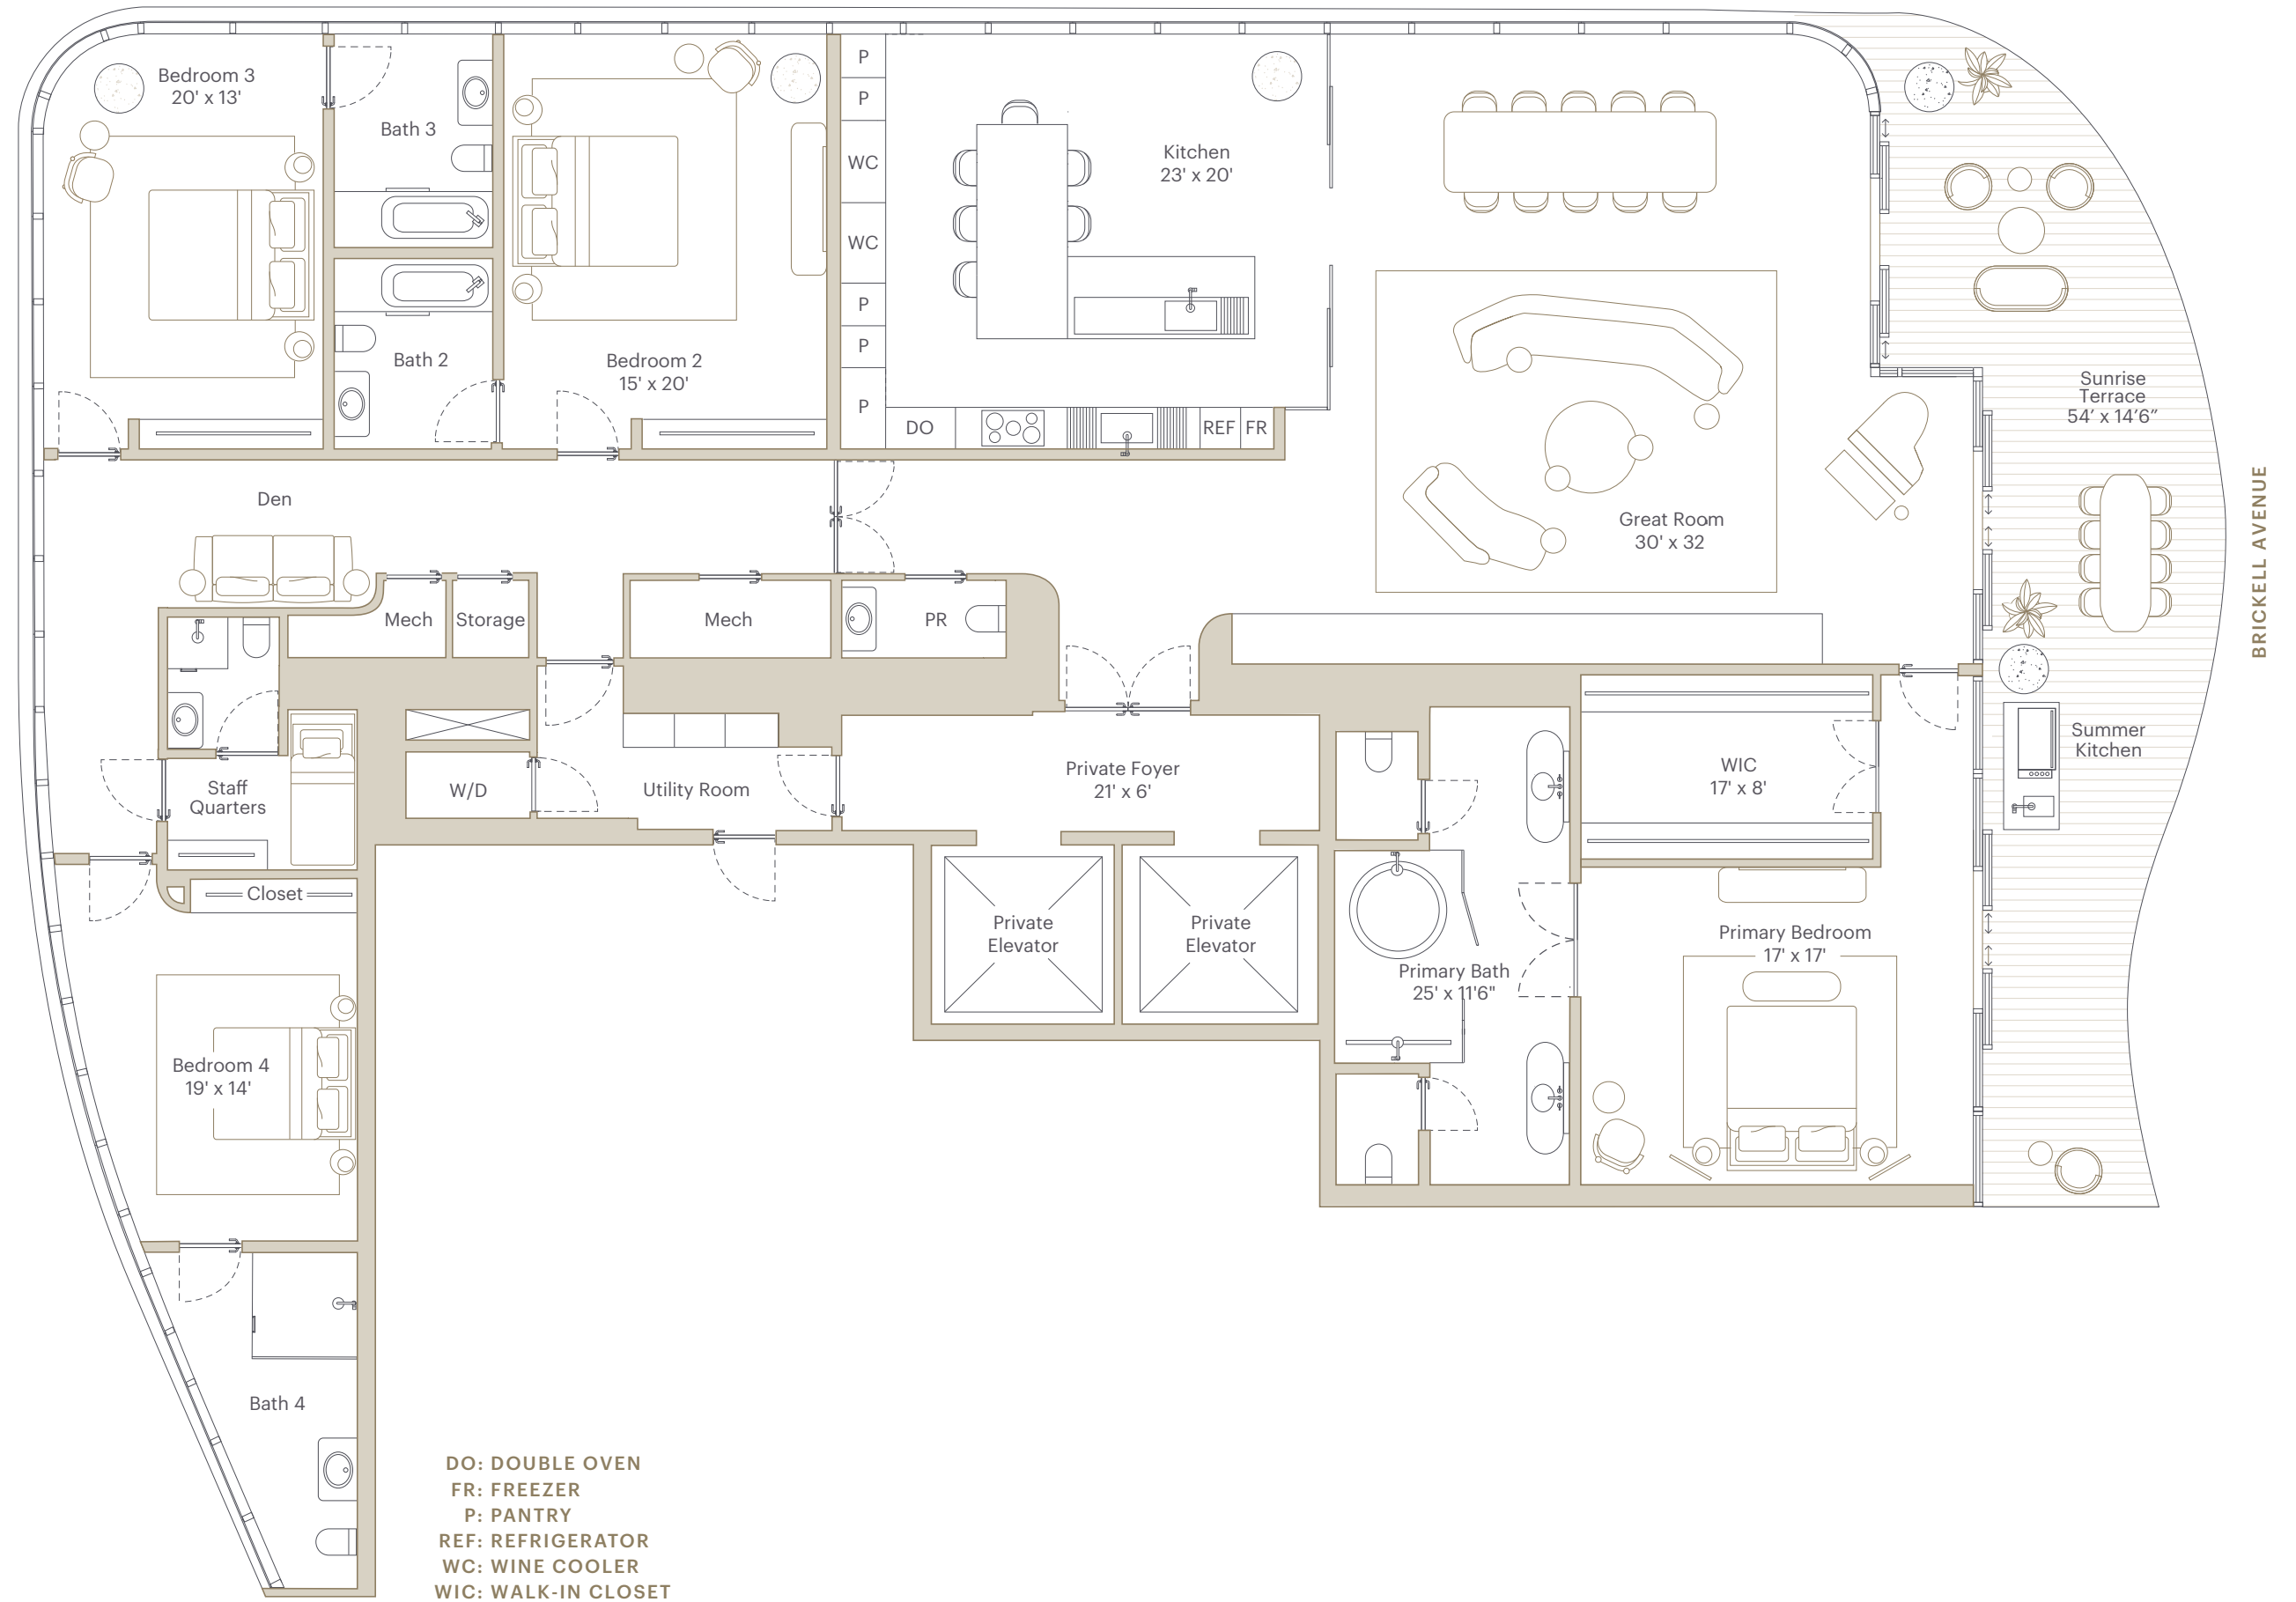 Bedroom 3
20' x 13'
Bath 3
P
P
WC
WC
P
P
P
Kitchen
23' x 20'
Bath 2
Bedroom 2
15' x 20'
DO
REF
FR
Sunrise
Terrace
54’ x 14’6”
Den
Great Room
30' x 32
BRICKELL AVENUE
Mech
Storage
Mech
PR
Summer
Kitchen
Staff
Quarters
W/D
Utility Room
Private Foyer
21' x 6'
WIC
17' x 8'
Closet
Private
Elevator
Private
Elevator
Primary Bath
25' x 11'6"
Primary Bedroom
17' x 17'
Bedroom 4
19' x 14'
Bath 4
DO: DOUBLE OVEN
FR: FREEZER
P: PANTRY
REF: REFRIGERATOR
WC: WINE COOLER
WIC: WALK-IN CLOSET